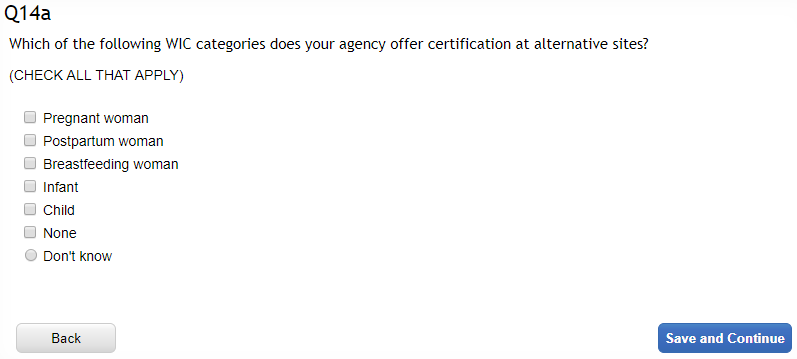 Q14a
Which of the following WIC categories does your agency offer certification at alternative sites?
(CHECK ALL THAT APPLY)
Pregnant woman
Postpartum woman
Breastfeeding woman
Infant
Child
None
Don't know
Back
Save and Continue